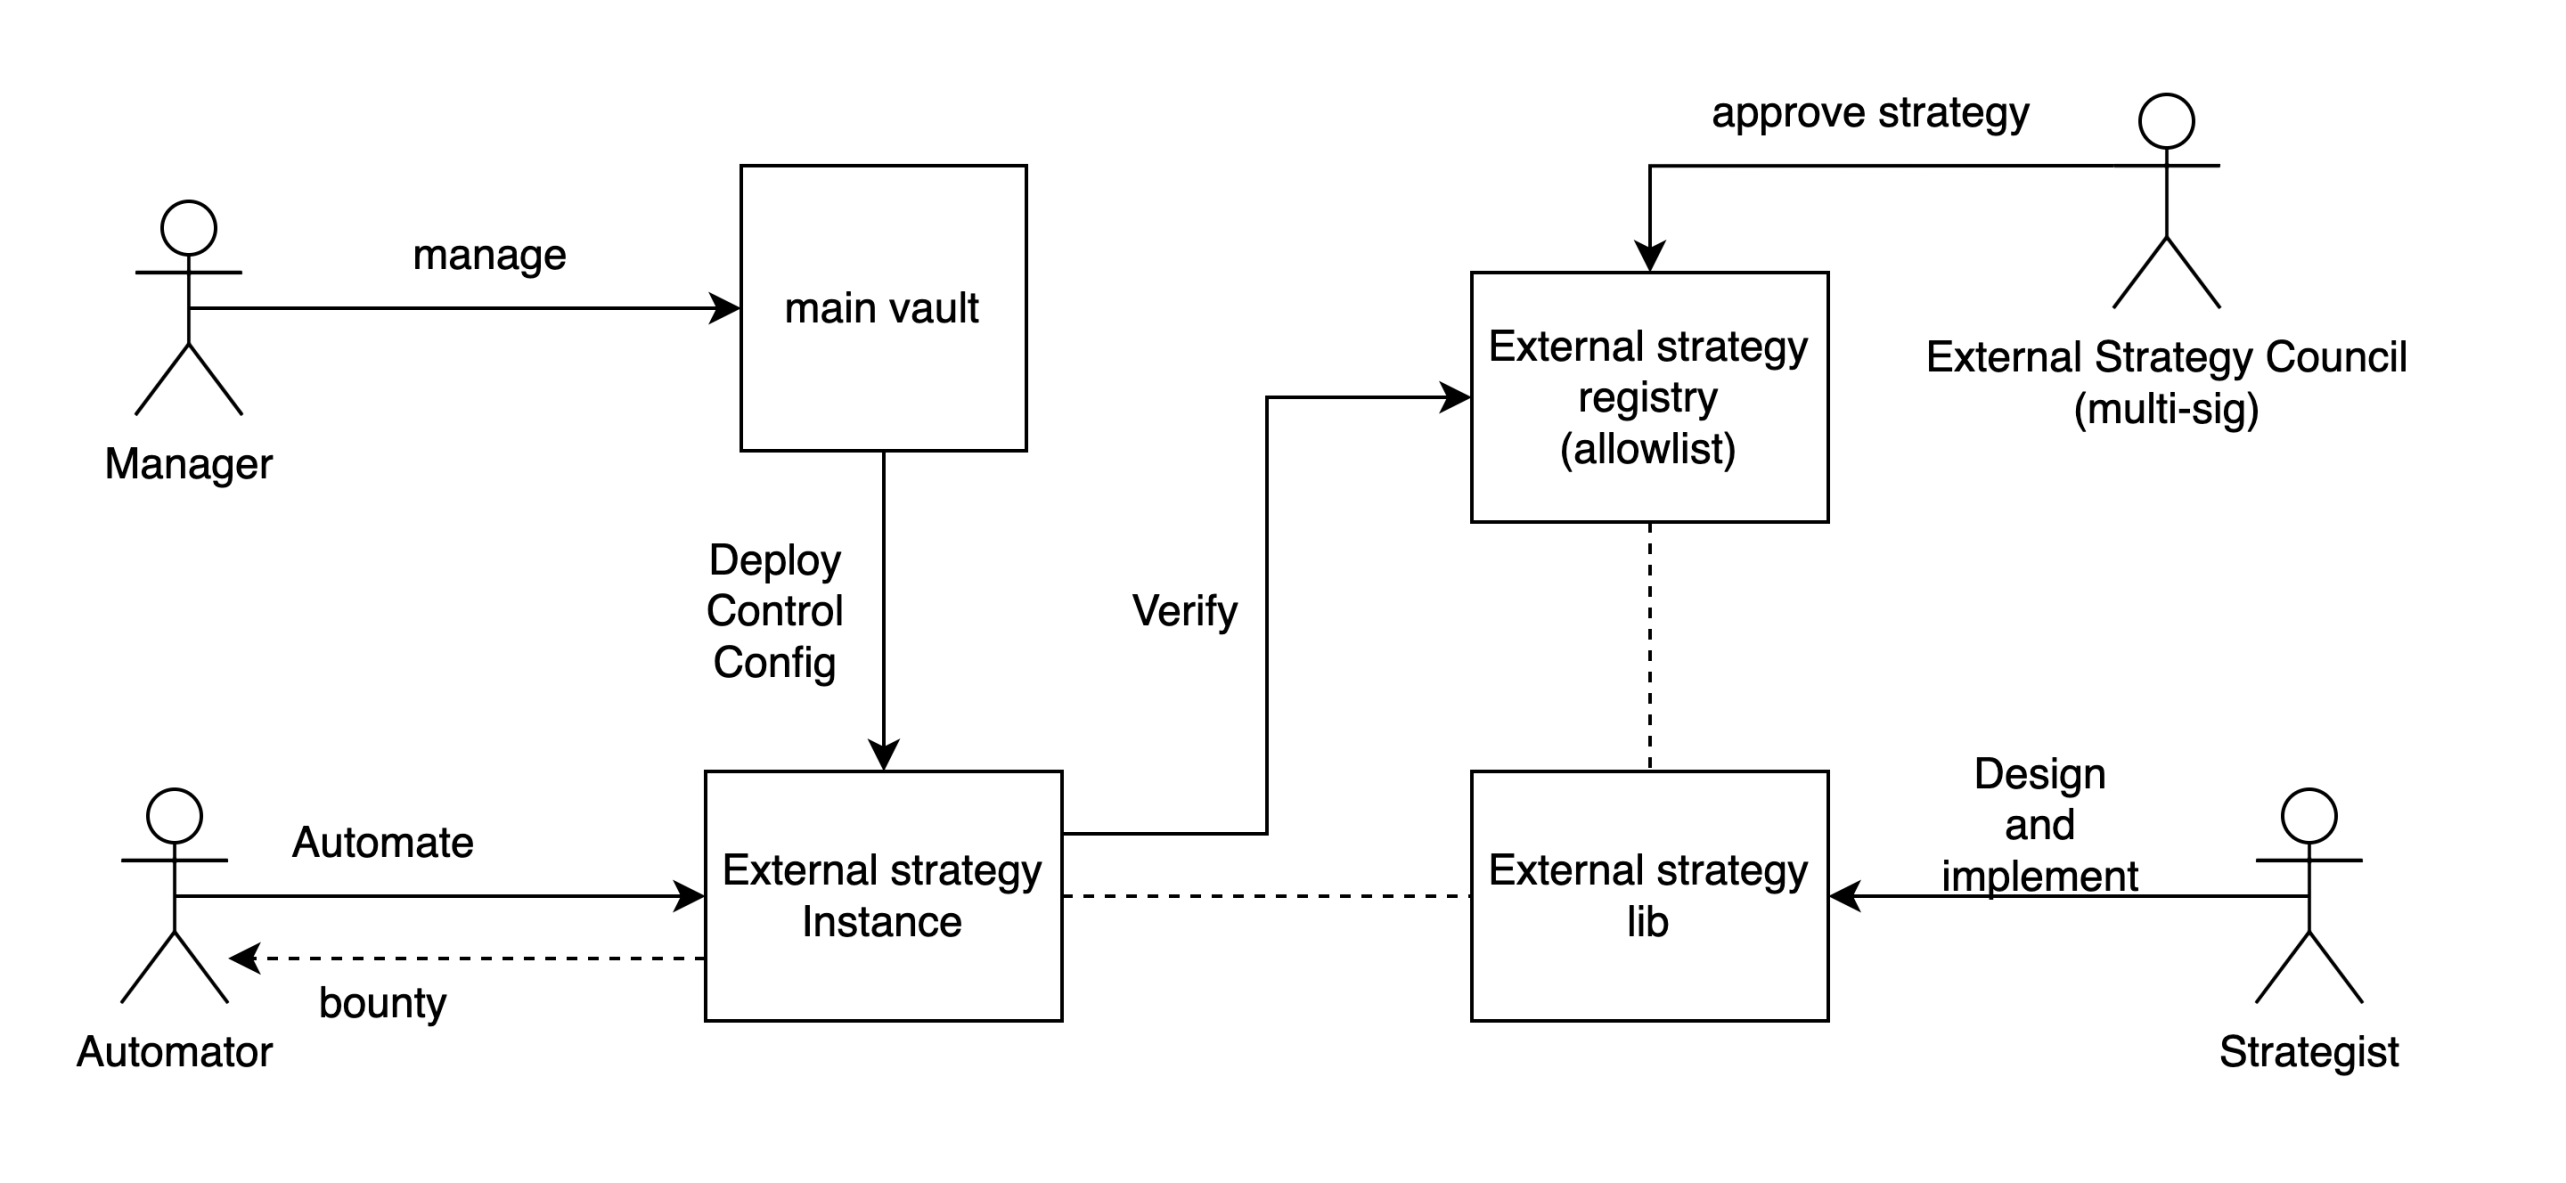 approve strategy
manage
main vault
External strategy
registry
(allowlist)
External Strategy Council
(multi-sig)
Manager
Deploy
Control
Config
Verify
Design
and
implement
Automate
External strategy
Instance
External strategy
lib
bounty
Automator
Strategist